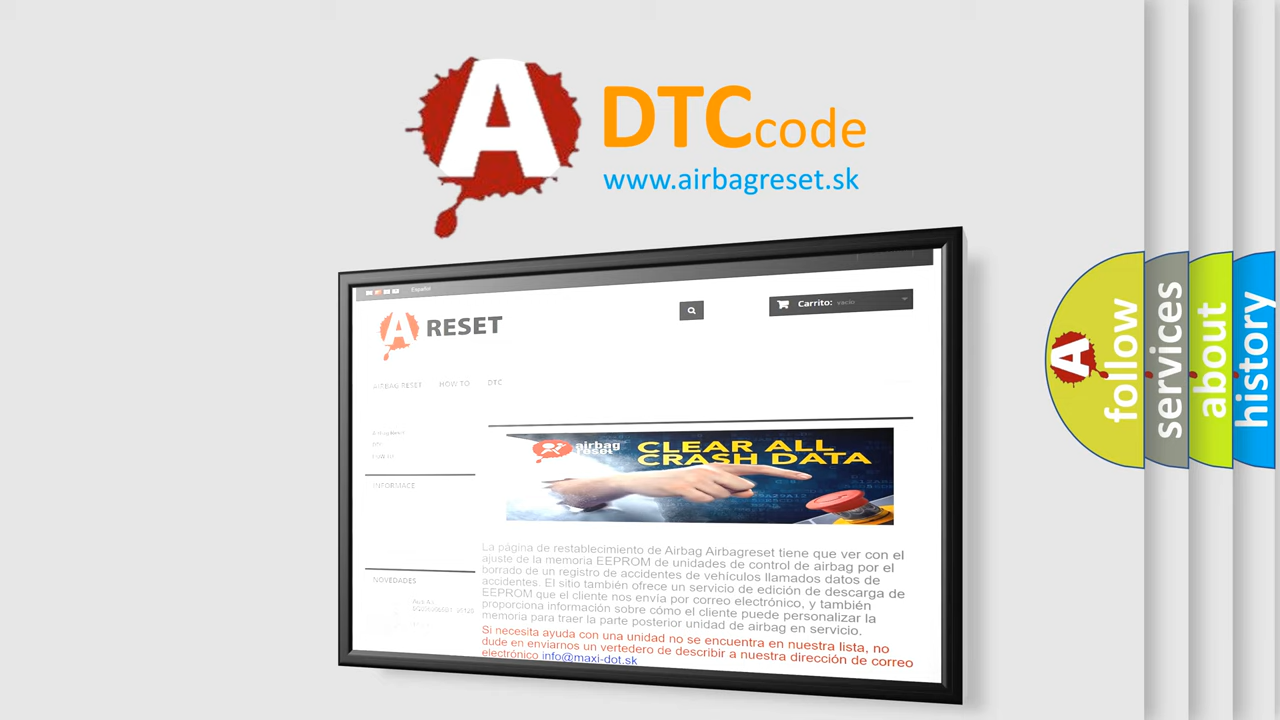 A
DTCcode
www.airbagreset.sk
Español
A RESET
Carrito: vacío
AIRBAG RESET HOW TO DTC
INFORMACE
airbag
reset
CLEAR ALL
CRASH DATA
La página de restablecimiento de Airbag Airbagreset tiene que ver con el
ajuste de la memoria EEPROM de unidades de control de airbag por el
borrado de un registro de accidentes de vehículos llamados datos de
accidentes. El sitio también ofrece un servicio de edición de descarga de
EEPROM que el cliente nos envía por correo electrónico, y también
proporciona información sobre cómo el cliente puede personalizar la
memoria para traer la parte posterior unidad de airbag en servicio.
Si necesita ayuda con una unidad no se encuentra en nuestra lista, no
dude en enviarnos un vertedero de describir a nuestra dirección de correo
electrónico info@maxi-dot.sk
NOVEDADES
A
follow
services
about
history